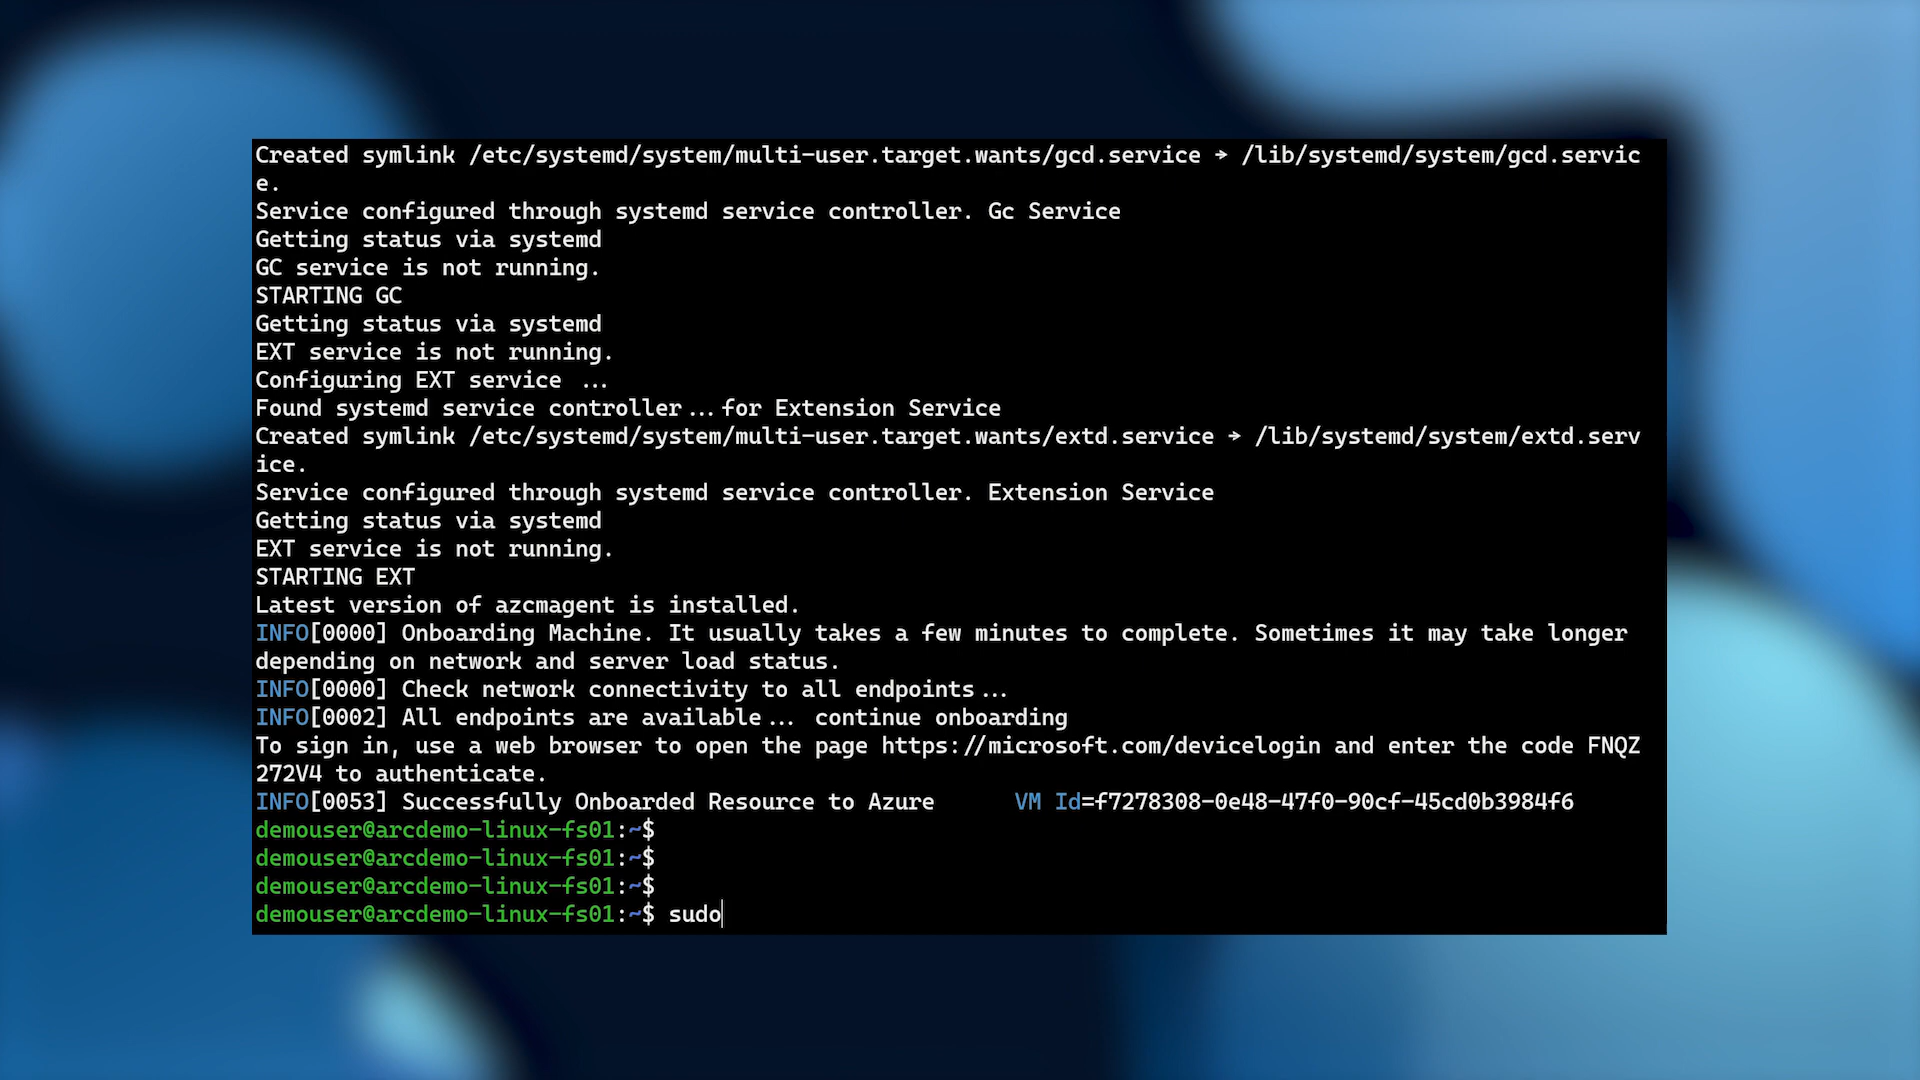 Created symlink /etc/systemd/system/multi-user.target.wants/gcd.service → /lib/systemd/system/gcd.servic
e.
Service configured through systemd service controller. Gc Service
Getting status via systemd
GC service is not running.
STARTING GC
Getting status via systemd
EXT service is not running.
Configuring EXT service ...
Found systemd service controller...for Extension Service
Created symlink /etc/systemd/system/multi-user.target.wants/extd.service → /lib/systemd/system/extd.serv
ice.
Service configured through systemd service controller. Extension Service
Getting status via systemd
EXT service is not running.
STARTING EXT
Latest version of azcmagent is installed.
INFO[0000] Onboarding Machine. It usually takes a few minutes to complete. Sometimes it may take longer
depending on network and server load status.
INFO[0000] Check network connectivity to all endpoints...
INFO[0002] All endpoints are available... continue onboarding
To sign in, use a web browser to open the page https://microsoft.com/devicelogin and enter the code FNQZ
272V4 to authenticate.
INFO[0053] Successfully Onboarded Resource to Azure      VM Id=f7278308-0e48-47f0-90cf-45cd0b3984f6
demouser@arcdemo-linux-fs01:~$
demouser@arcdemo-linux-fs01:~$
demouser@arcdemo-linux-fs01:~$
demouser@arcdemo-linux-fs01:~$ sudo